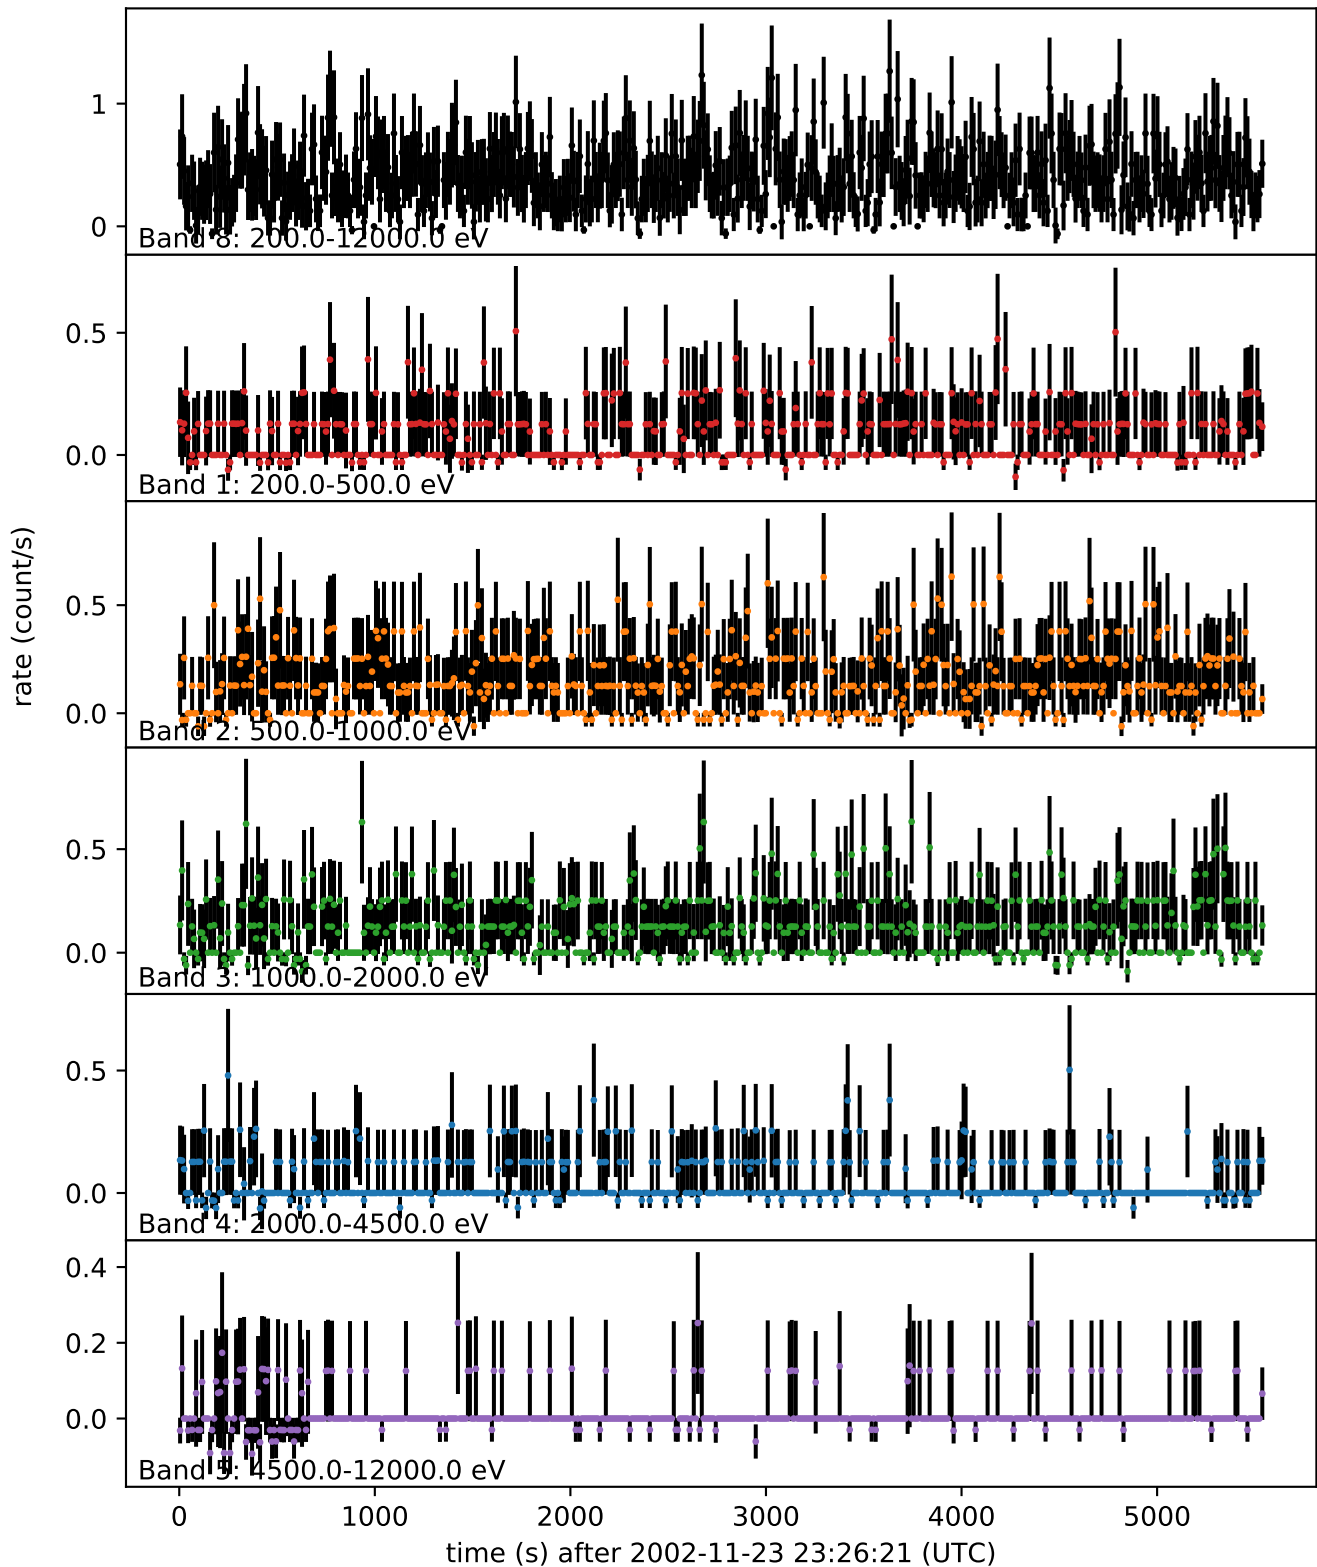 1
0
Band 8: 200.0-12000.0 eV
0.5
0.0
Band 1: 200.0-500.0 eV
rate (count/s)
0.5
0.0
Band 2: 500.0-1000.0 eV
0.5
0.0
Band 3: 1000.0-2000.0 eV
0.5
0.0
Band 4: 2000.0-4500.0 eV
0.4
0.2
0.0
Band 5: 4500.0-12000.0 eV
0 1000 2000 3000 4000 5000
time (s) after 2002-11-23 23:26:21 (UTC)